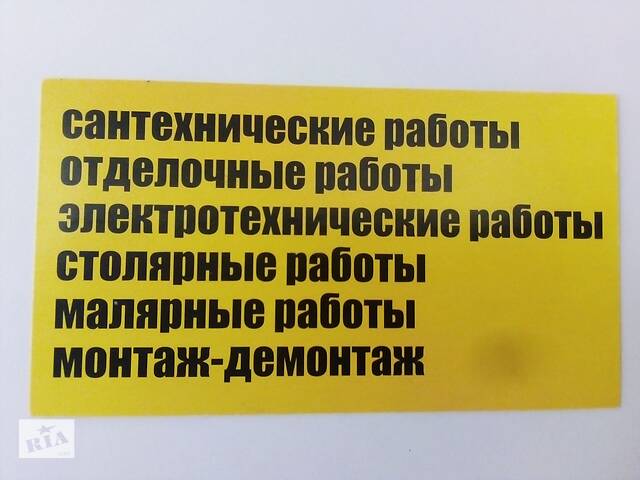 сантехнические работы
отделочные работы
электротехнические работы
столярные работы
малярные работы
монтаж-демонтаж
RIA